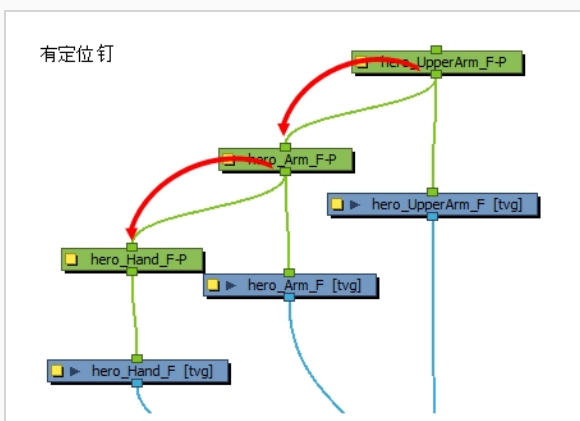 有定位钉
hero_UpperArm_F-P
hero_Arm_F-P
hero_UpperArm_F [tvg]
hero_Hand_F-P
hero_Arm_F [tvg]
hero_Hand_F [tvg]